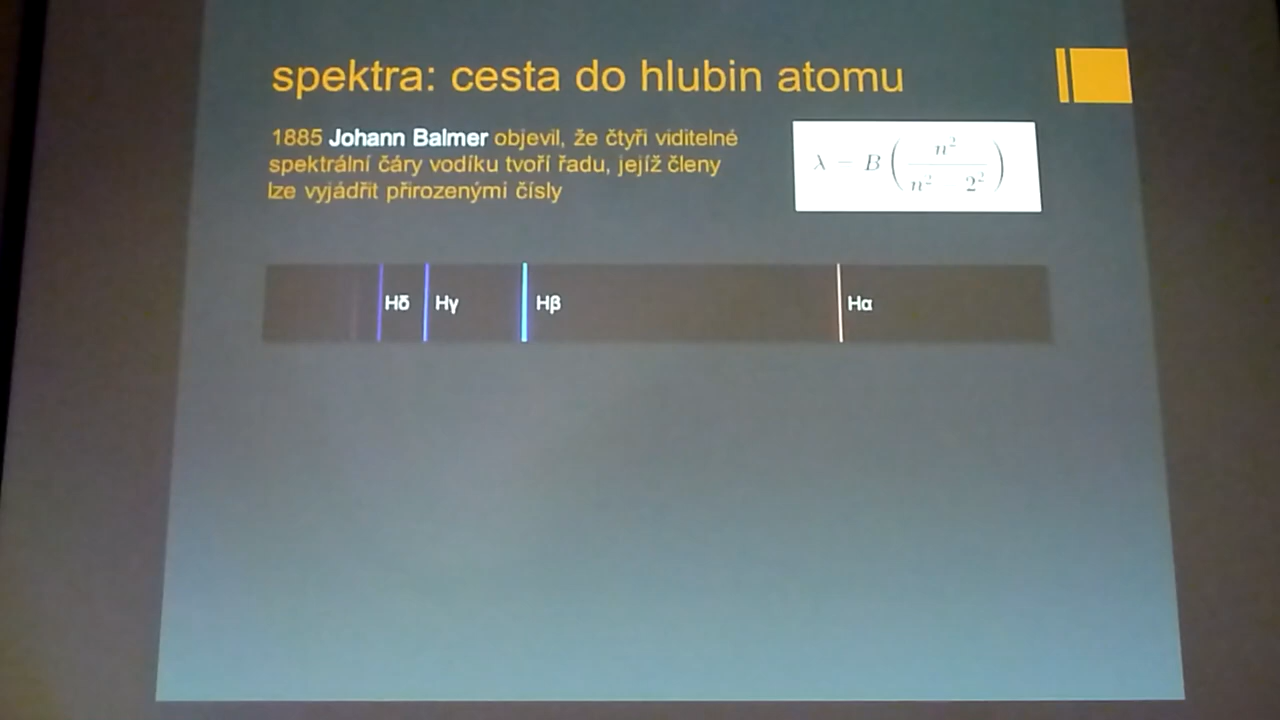 spektra: cesta do hlubin atomu
1885 Johann Balmer objevil, že čtyři viditelné
spektrální čáry vodíku tvoří řadu, jejíž členy
lze vyjádřit přirozenými čísly
λ = B (n² / n² − 2²)
Hδ Hγ Hβ Hα